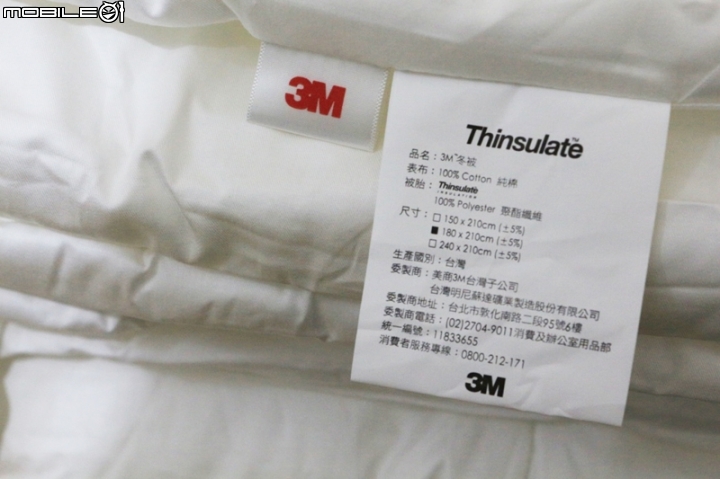 MOBILE01
3M
Thinsulate™
品名：3M™冬被
表布：100% Cotton 純棉
被胎：Thinsulate INSULATION
100% Polyester 聚酯纖維
尺寸：□ 150 x 210cm (±5%)
■ 180 x 210cm (±5%)
□ 240 x 210cm (±5%)
生產國別：台灣
委製商：美商3M台灣子公司
台灣明尼蘇達礦業製造股份有限公司
委製商地址：台北市敦化南路二段95號6樓
委製商電話：(02)2704-9011消費及辦公室用品部
統一編號：11833655
消費者服務專線：0800-212-171
3M